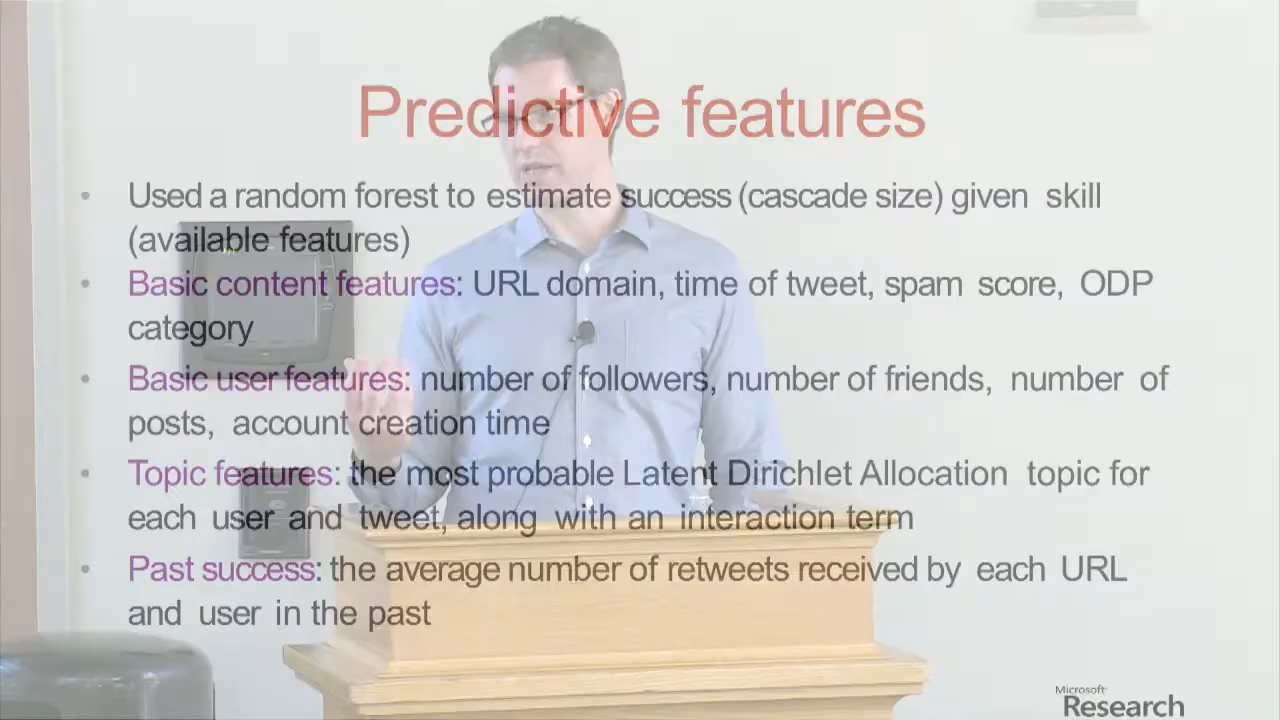 Predictive features
• Used a random forest to estimate success (cascade size) given skill
(available features)
• Basic content features: URL domain, time of tweet, spam score, ODP
category
• Basic user features: number of followers, number of friends, number of
posts, account creation time
• Topic features: the most probable Latent Dirichlet Allocation topic for
each user and tweet, along with an interaction term
• Past success: the average number of retweets received by each URL
and user in the past
Microsoft
Research